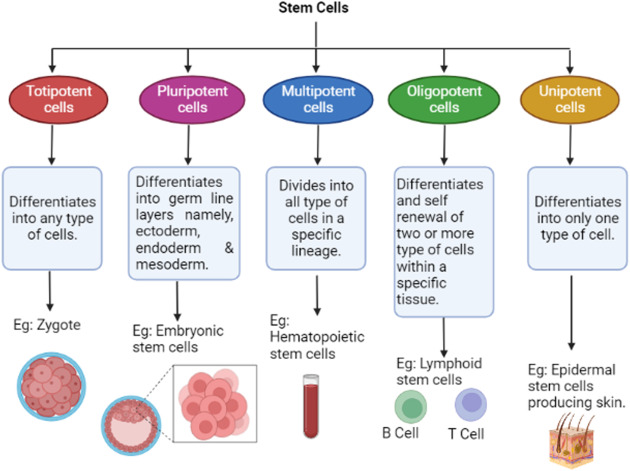 Stem Cells
Totipotent
cells
Pluripotent
cells
Multipotent
cells
Oligopotent
cells
Unipotent
cells
Differentiates
into any type
of cells.
Differentiates
into germ line
layers namely,
ectoderm,
endoderm &
mesoderm.
Divides into
all type of
cells in a
specific
lineage.
Differentiates
and self
renewal of
two or more
type of cells
within a
specific
tissue.
Differentiates
into only one
type of cell.
Eg: Zygote
Eg: Embryonic
stem cells
Eg:
Hematopoietic
stem cells
Eg: Lymphoid
stem cells
B Cell
T Cell
Eg: Epidermal
stem cells
producing skin.